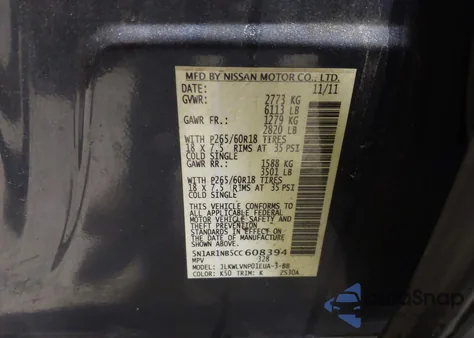 MFD BY NISSAN MOTOR CO., LTD.
DATE: 11/11
GVWR: 2773 KG
6113 LB
GAWR FR.: 1279 KG
2820 LB
WITH P265/60R18 TIRES
18 X 7.5 RIMS AT 35 PSI
COLD SINGLE
GAWR RR.: 1588 KG
3501 LB
WITH P265/60R18 TIRES
18 X 7.5 RIMS AT 35 PSI
COLD SINGLE
THIS VEHICLE CONFORMS TO
ALL APPLICABLE FEDERAL
MOTOR VEHICLE SAFETY AND
THEFT PREVENTION
STANDARDS IN EFFECT ON
THE DATE OF MANUFACTURE
SHOWN ABOVE.
5N1AR1NB5CC608394
MPV 328
MODEL: JLKWLVNP01EUA-3-BB
COLOR: K50 TRIM: K 2530A
AutoSnap